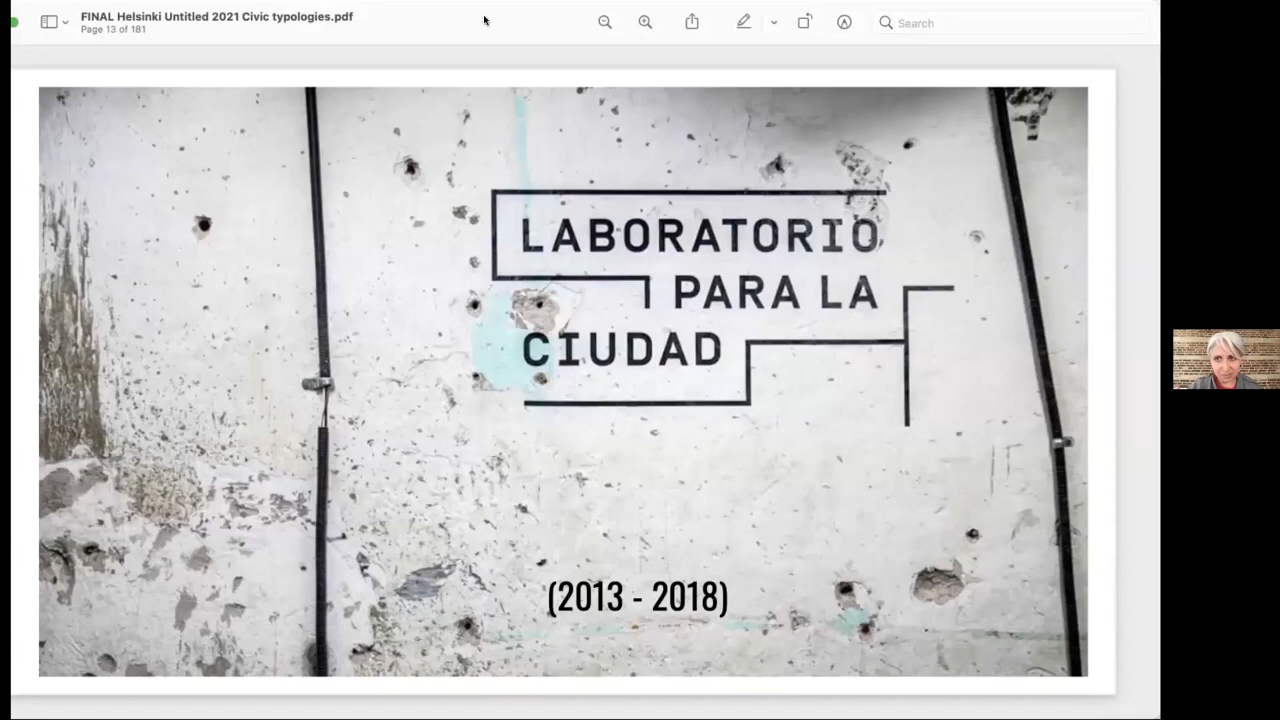 FINAL Helsinki Untitled 2021 Civic typologies.pdf
Page 13 of 181
Search
LABORATORIO
PARA LA
CIUDAD
(2013 - 2018)